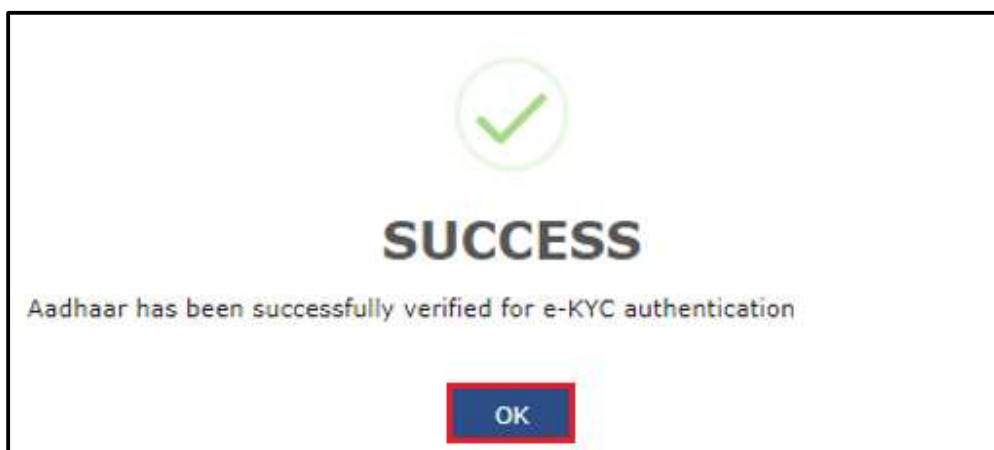 SUCCESS
Aadhaar has been successfully verified for e-KYC authentication
OK